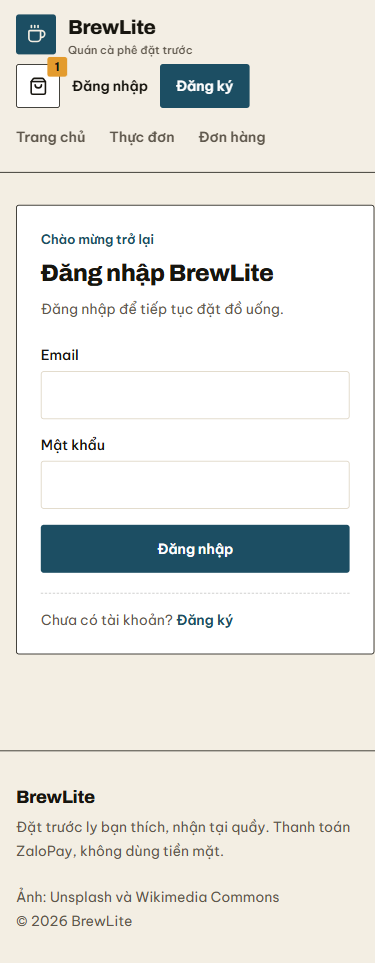 BrewLite
Quán cà phê đặt trước
1
Đăng nhập
Đăng ký
Trang chủ
Thực đơn
Đơn hàng
Chào mừng trở lại
Đăng nhập BrewLite
Đăng nhập để tiếp tục đặt đồ uống.
Email
Mật khẩu
Đăng nhập
Chưa có tài khoản? Đăng ký
BrewLite
Đặt trước ly bạn thích, nhận tại quầy. Thanh toán
ZaloPay, không dùng tiền mặt.
Ảnh: Unsplash và Wikimedia Commons
© 2026 BrewLite